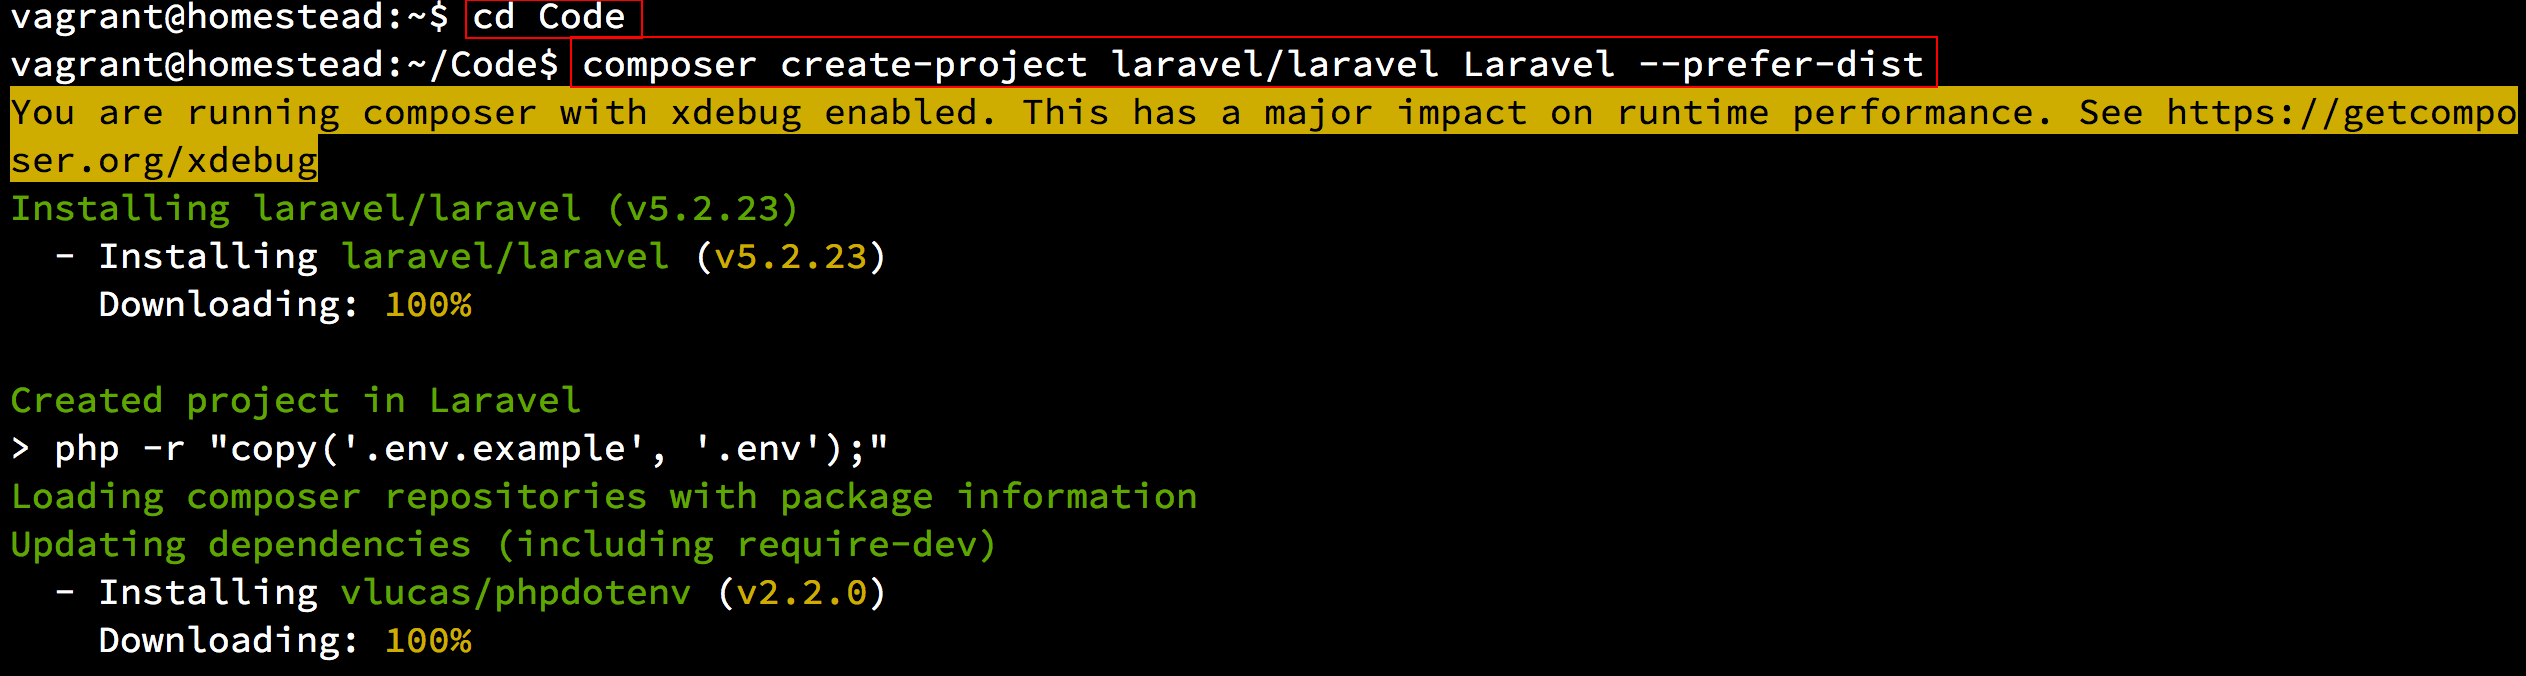 vagrant@homestead:~$ cd Code
vagrant@homestead:~/Code$ composer create-project laravel/laravel Laravel --prefer-dist
You are running composer with xdebug enabled. This has a major impact on runtime performance. See https://getcompo
ser.org/xdebug
Installing laravel/laravel (v5.2.23)
  - Installing laravel/laravel (v5.2.23)
    Downloading: 100%
Created project in Laravel
> php -r "copy('.env.example', '.env');"
Loading composer repositories with package information
Updating dependencies (including require-dev)
  - Installing vlucas/phpdotenv (v2.2.0)
    Downloading: 100%